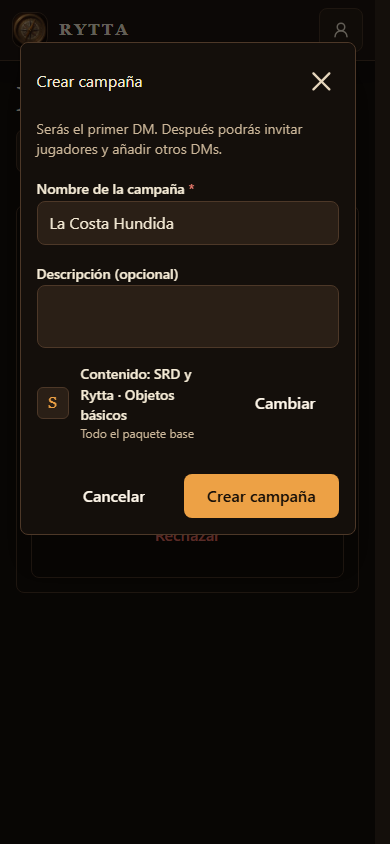 RYTTA
Crear campaña
Serás el primer DM. Después podrás invitar
jugadores y añadir otros DMs.
Nombre de la campaña *
La Costa Hundida
Descripción (opcional)
Contenido: SRD y
Rytta · Objetos
básicos
Todo el paquete base
S
Cambiar
Cancelar
Crear campaña
Rechazar